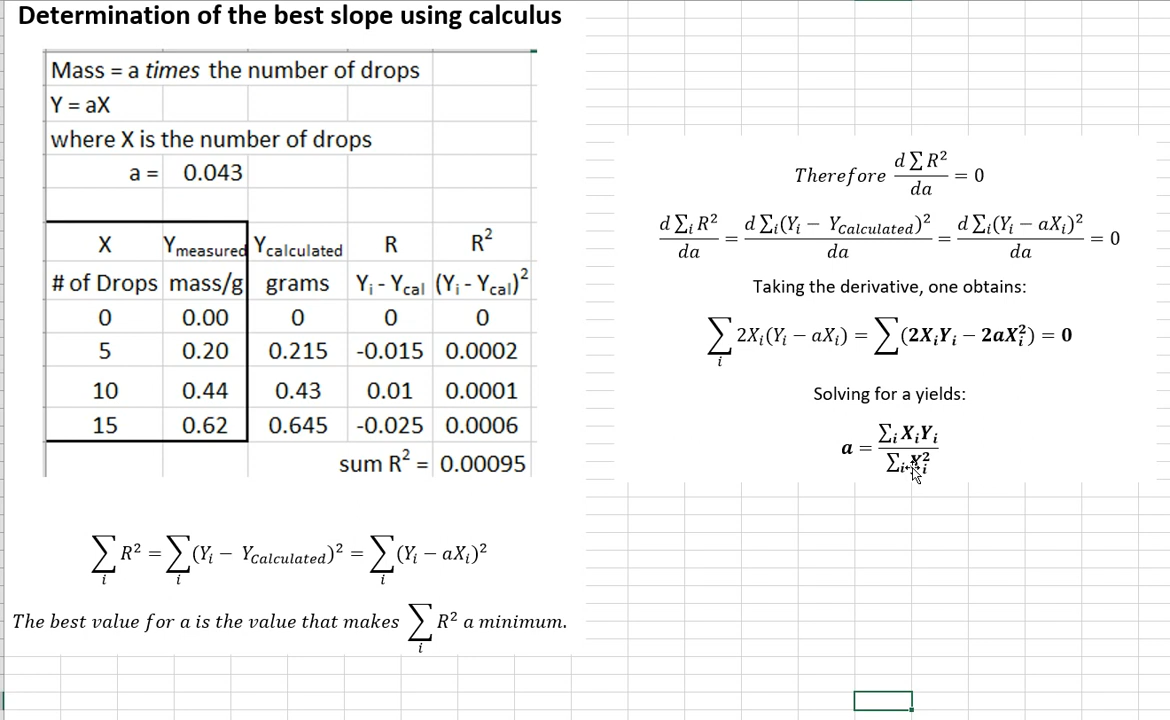 Determination of the best slope using calculus
Mass = a times the number of drops
Y = aX
where X is the number of drops
a = 0.043
X Ymeasured Ycalculated R R²
# of Drops mass/g grams Yi - Ycal (Yi - Ycal)²
0 0.00 0 0 0
5 0.20 0.215 -0.015 0.0002
10 0.44 0.43 0.01 0.0001
15 0.62 0.645 -0.025 0.0006
sum R² = 0.00095
∑i R² = ∑i (Yi − YCalculated)² = ∑i (Yi − aXi)²
The best value for a is the value that makes ∑i R² a minimum.
Therefore d ∑ R² / da = 0
d ∑i R² / da = d ∑i(Yi − YCalculated)² / da = d ∑i(Yi − aXi)² / da = 0
Taking the derivative, one obtains:
∑i 2Xi(Yi − aXi) = ∑(2XiYi − 2aXi²) = 0
Solving for a yields:
a = ∑i XiYi / ∑i Xi²